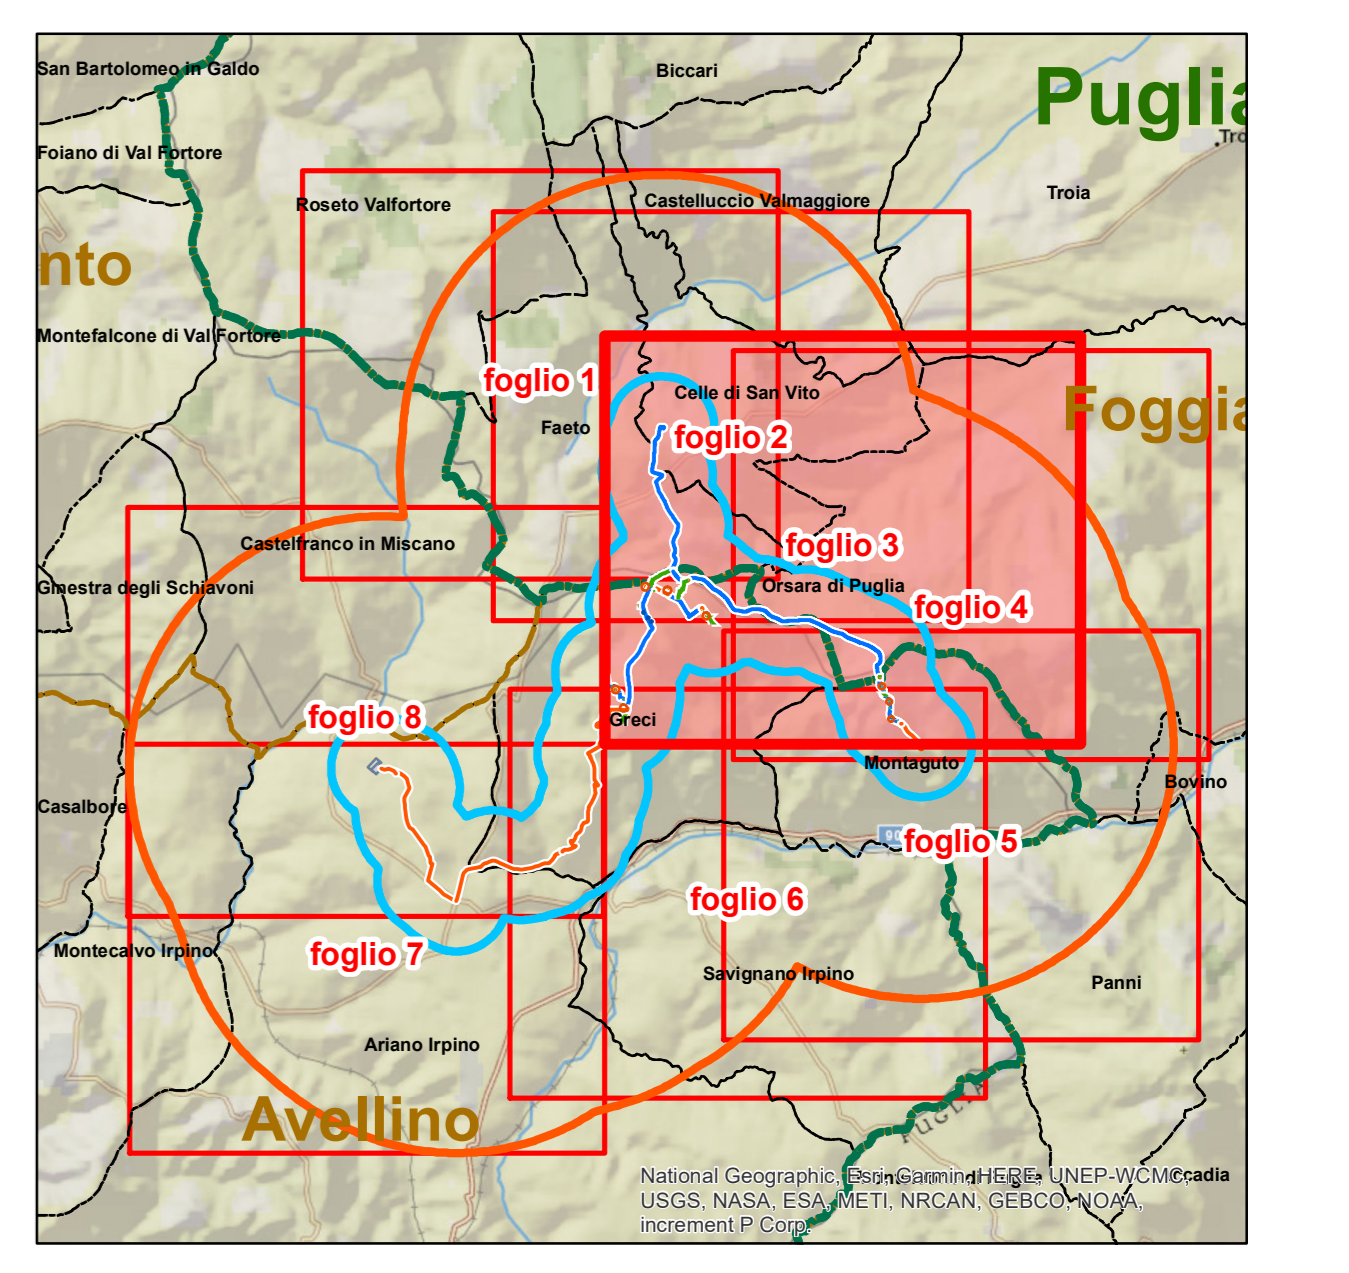 San Bartolomeo in Galdo
Biccari
Puglia
Foiano di Val Fortore
Troia
Roseto Valfortore
Castelluccio Valmaggiore
nto
Montefalcone di Val Fortore
foglio 1
Celle di San Vito
Foggia
Faeto
foglio 2
Castelfranco in Miscano
foglio 3
Ginestra degli Schiavoni
Orsara di Puglia
foglio 4
foglio 8
Greci
Montaguto
Bovino
Casalbore
90
foglio 5
foglio 6
Montecalvo Irpino
foglio 7
Savignano Irpino
Panni
Ariano Irpino
Avellino
PUGLIA
National Geographic, Esri, Garmin, HERE, UNEP-WCMC,
USGS, NASA, ESA, METI, NRCAN, GEBCO, NOAA,
increment P Corp.